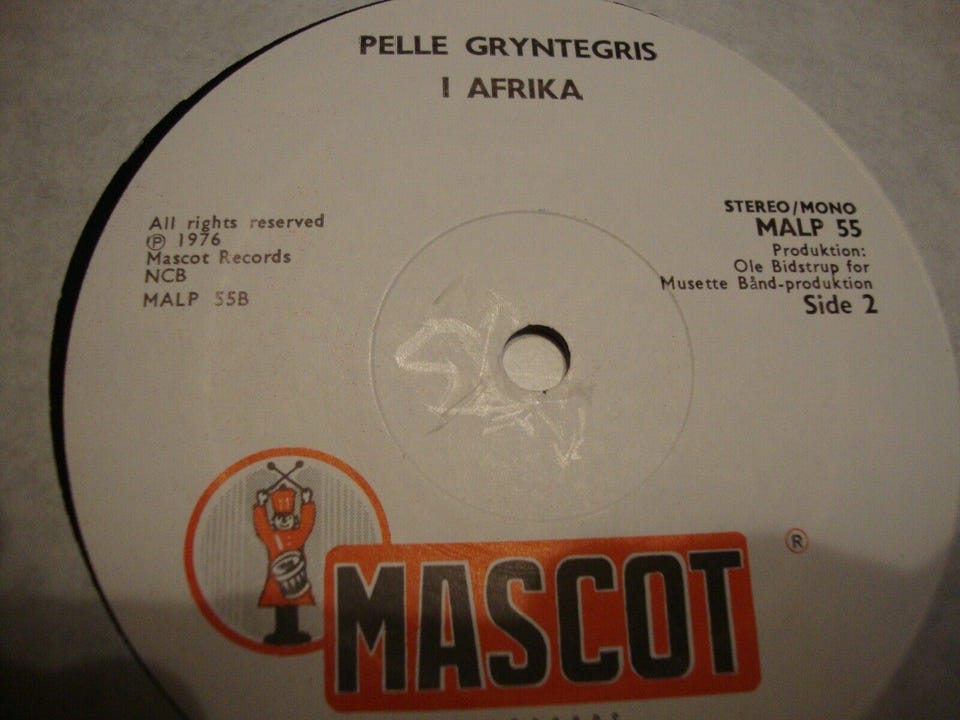 PELLE GRYNTEGRIS
I AFRIKA
All rights reserved
Ⓟ 1976
Mascot Records
NCB
MALP 55B
STEREO/MONO
MALP 55
Produktion:
Ole Bidstrup for
Musette Bånd-produktion
Side 2
MASCOT
®